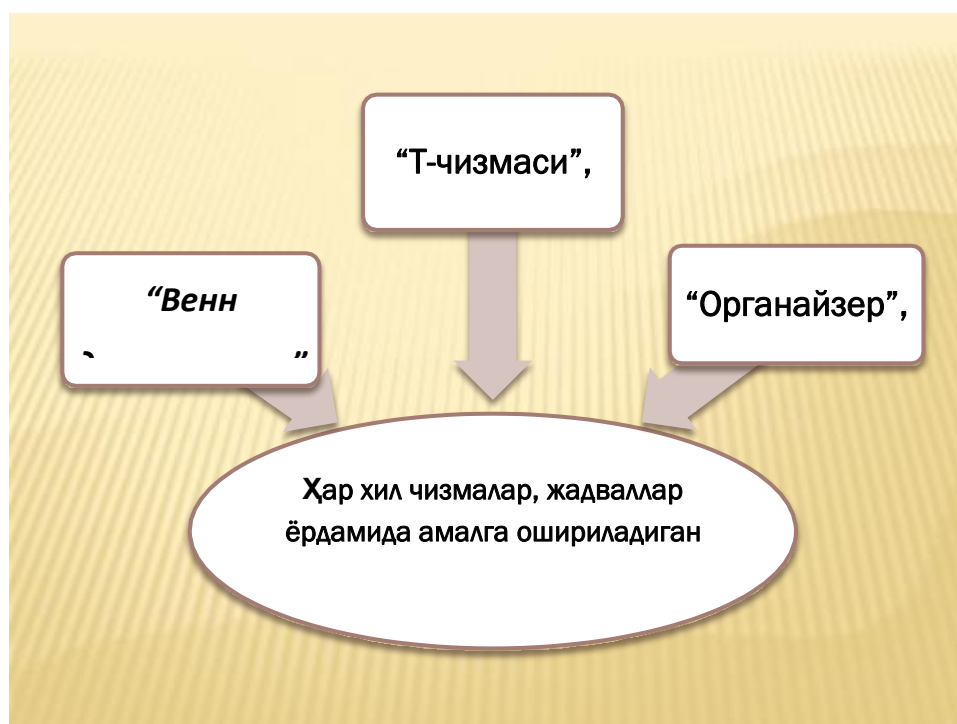 “Т-чизмаси”,
“Венн
“Органайзер”,
Ҳар хил чизмалар, жадваллар
ёрдамида амалга ошириладиган